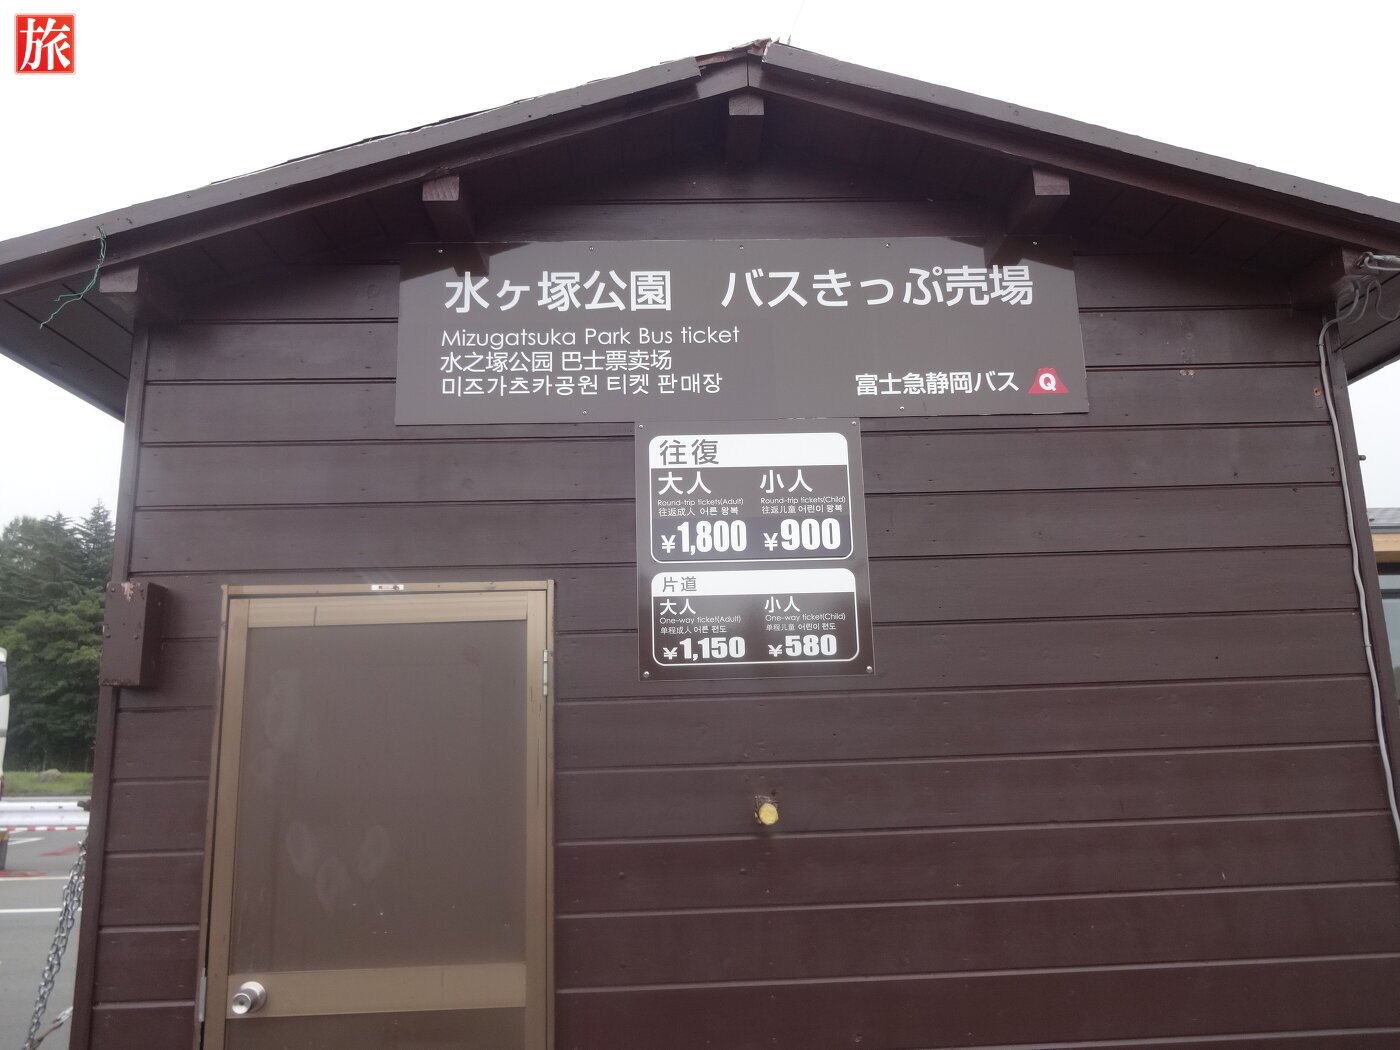 旅
水ヶ塚公園 バスきっぷ売場
Mizugatsuka Park Bus ticket
水之塚公园 巴士票卖场
미즈가츠카공원 티켓 판매장
富士急静岡バス Q
往復
大人 小人
Round-trip tickets(Adult) Round-trip tickets(Child)
往返成人 어른 왕복 往返儿童 어린이 왕복
¥1,800 ¥900
片道
大人 小人
One-way ticket(Adult) One-way ticket(Child)
单程成人 어른 편도 单程儿童 어린이 편도
¥1,150 ¥580